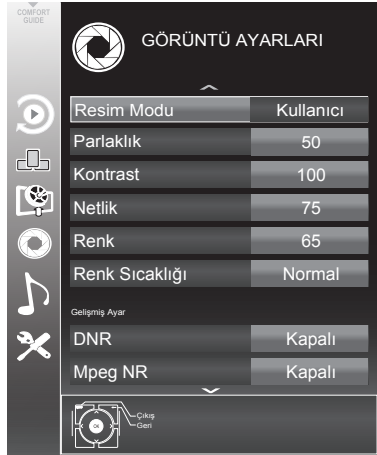 COMFORT
GUIDE
GÖRÜNTÜ AYARLARI
Resim Modu Kullanıcı
Parlaklık 50
Kontrast 100
Netlik 75
Renk 65
Renk Sıcaklığı Normal
Gelişmiş Ayar
DNR Kapalı
Mpeg NR Kapalı
OK
Çıkış
Geri